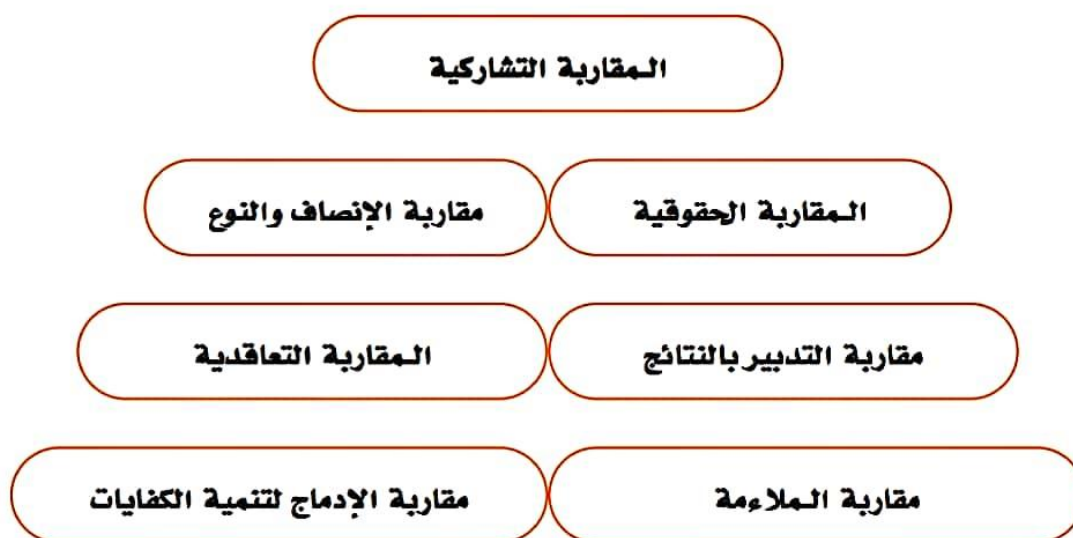 المقاربة التشاركية
المقاربة الحقوقية
مقاربة الإنصاف والنوع
مقاربة التدبير بالنتائج
المقاربة التعاقدية
مقاربة الملاءمة
مقاربة الإدماج لتنمية الكفايات